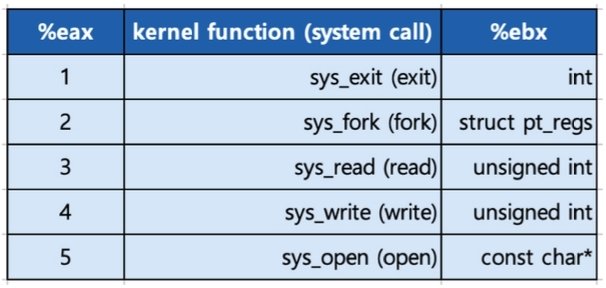 %eax kernel function (system call) %ebx
1 sys_exit (exit) int
2 sys_fork (fork) struct pt_regs
3 sys_read (read) unsigned int
4 sys_write (write) unsigned int
5 sys_open (open) const char*